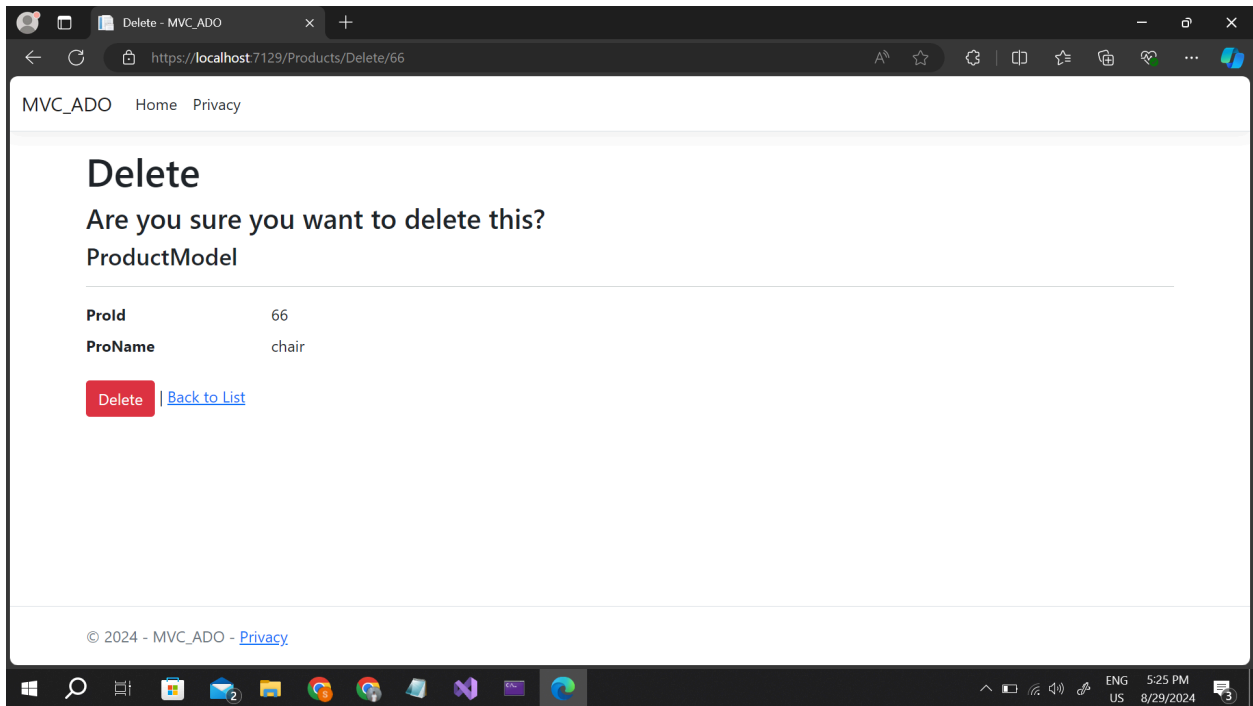 Delete - MVC_ADO
https://localhost:7129/Products/Delete/66
MVC_ADO Home Privacy
Delete
Are you sure you want to delete this?
ProductModel
ProId 66
ProName chair
Delete | Back to List
© 2024 - MVC_ADO - Privacy
2
ENG 5:25 PM
US 8/29/2024 3